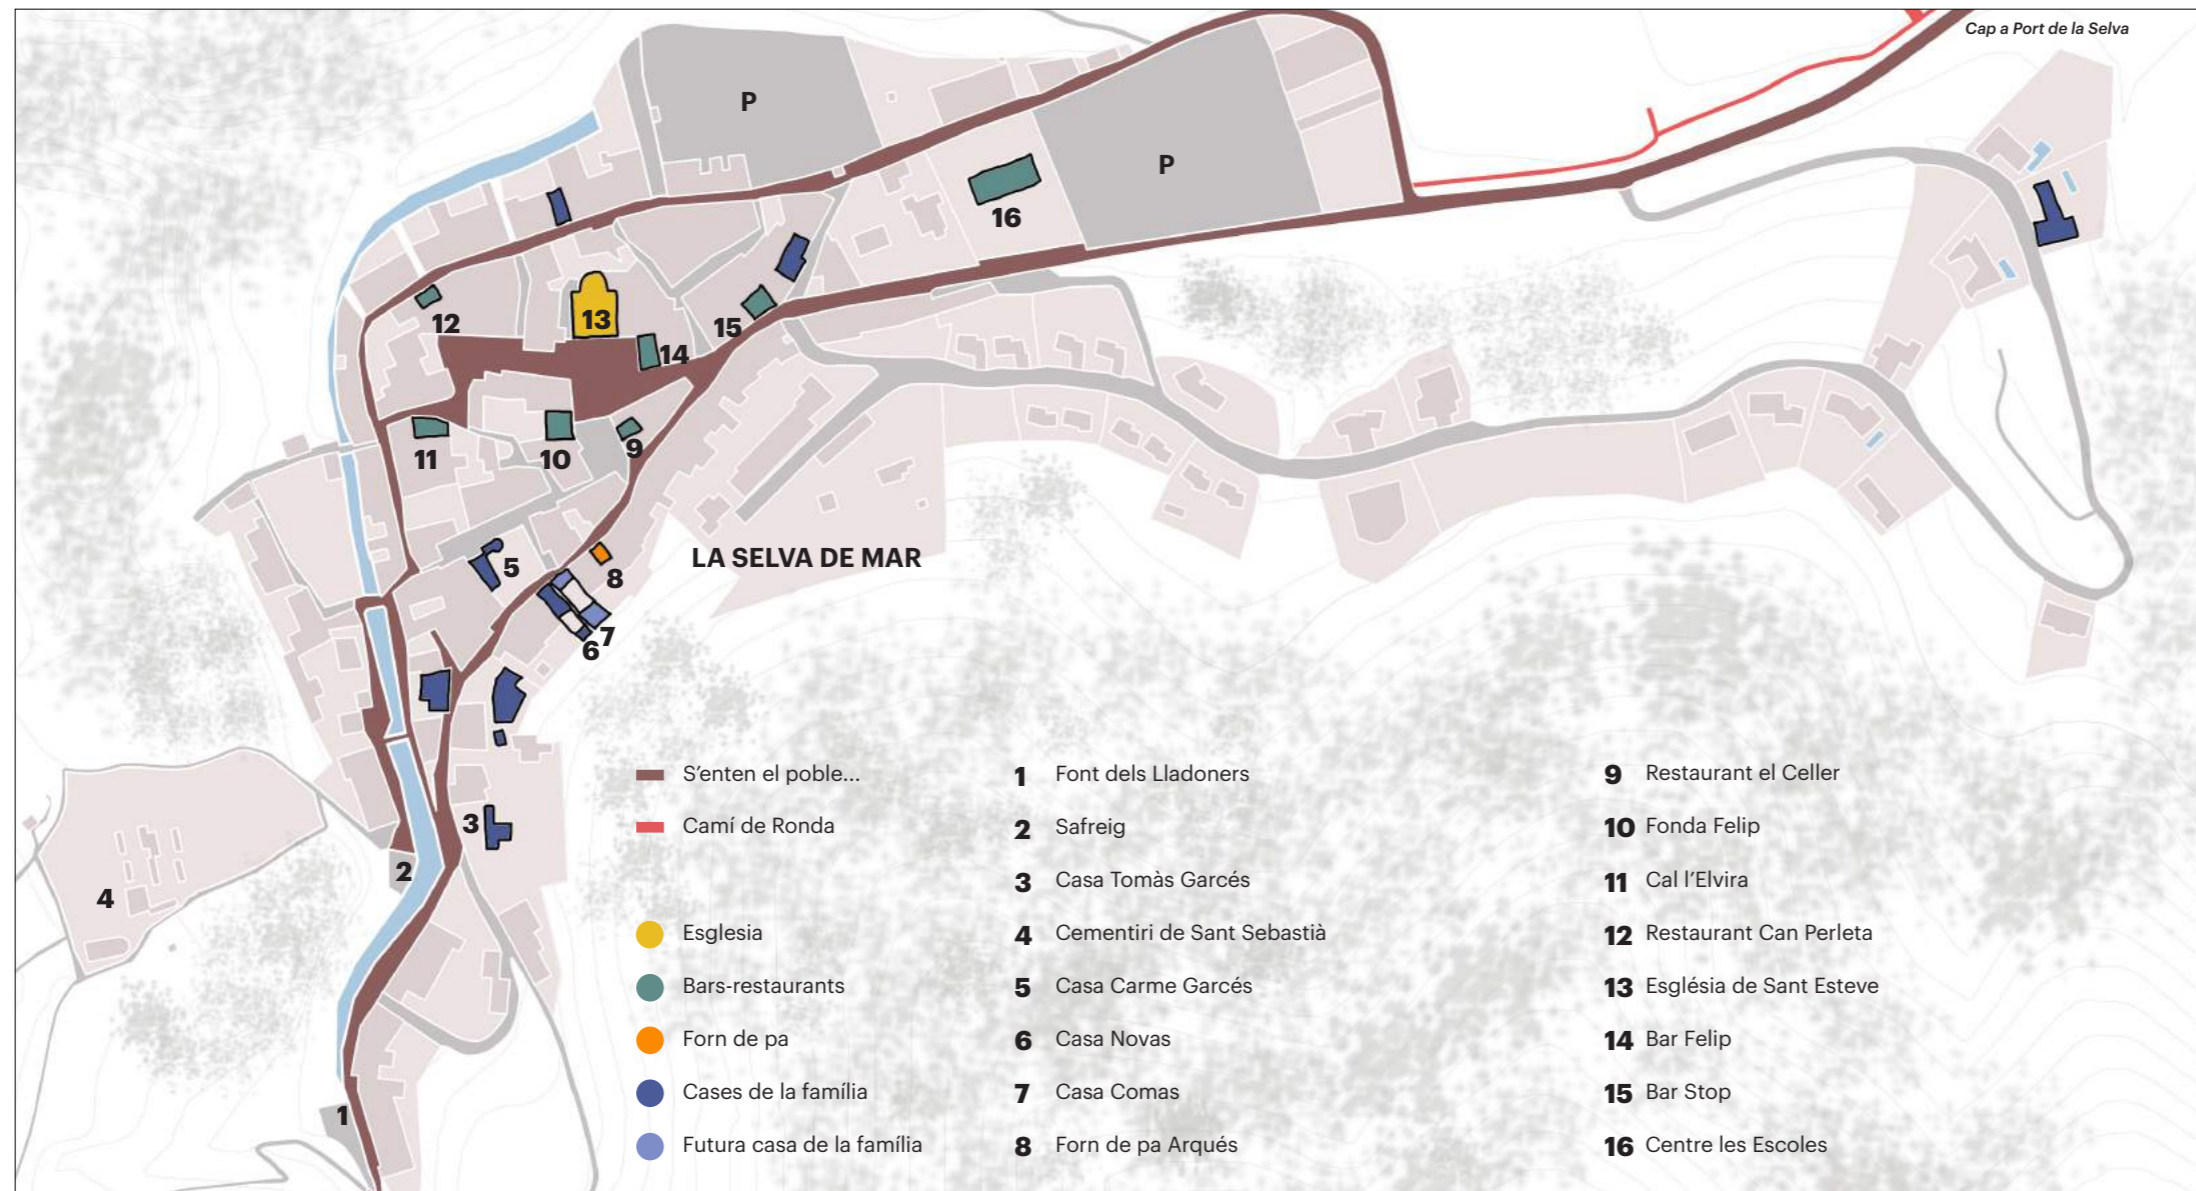 Cap a Port de la Selva
P
P
16
12
13
15
14
11
10
9
5
8
7
6
LA SELVA DE MAR
3
2
4
1
S’enten el poble...
Camí de Ronda
Esglesia
Bars-restaurants
Forn de pa
Cases de la família
Futura casa de la família
1 Font dels Lladoners
2 Safreig
3 Casa Tomàs Garcés
4 Cementiri de Sant Sebastià
5 Casa Carme Garcés
6 Casa Novas
7 Casa Comas
8 Forn de pa Arqués
9 Restaurant el Celler
10 Fonda Felip
11 Cal l’Elvira
12 Restaurant Can Perleta
13 Església de Sant Esteve
14 Bar Felip
15 Bar Stop
16 Centre les Escoles